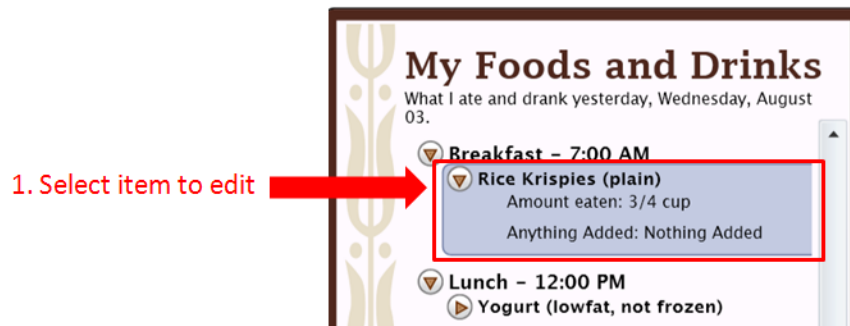 My Foods and Drinks
What I ate and drank yesterday, Wednesday, August
03.
Breakfast – 7:00 AM
1. Select item to edit
Rice Krispies (plain)
Amount eaten: 3/4 cup
Anything Added: Nothing Added
Lunch – 12:00 PM
Yogurt (lowfat, not frozen)